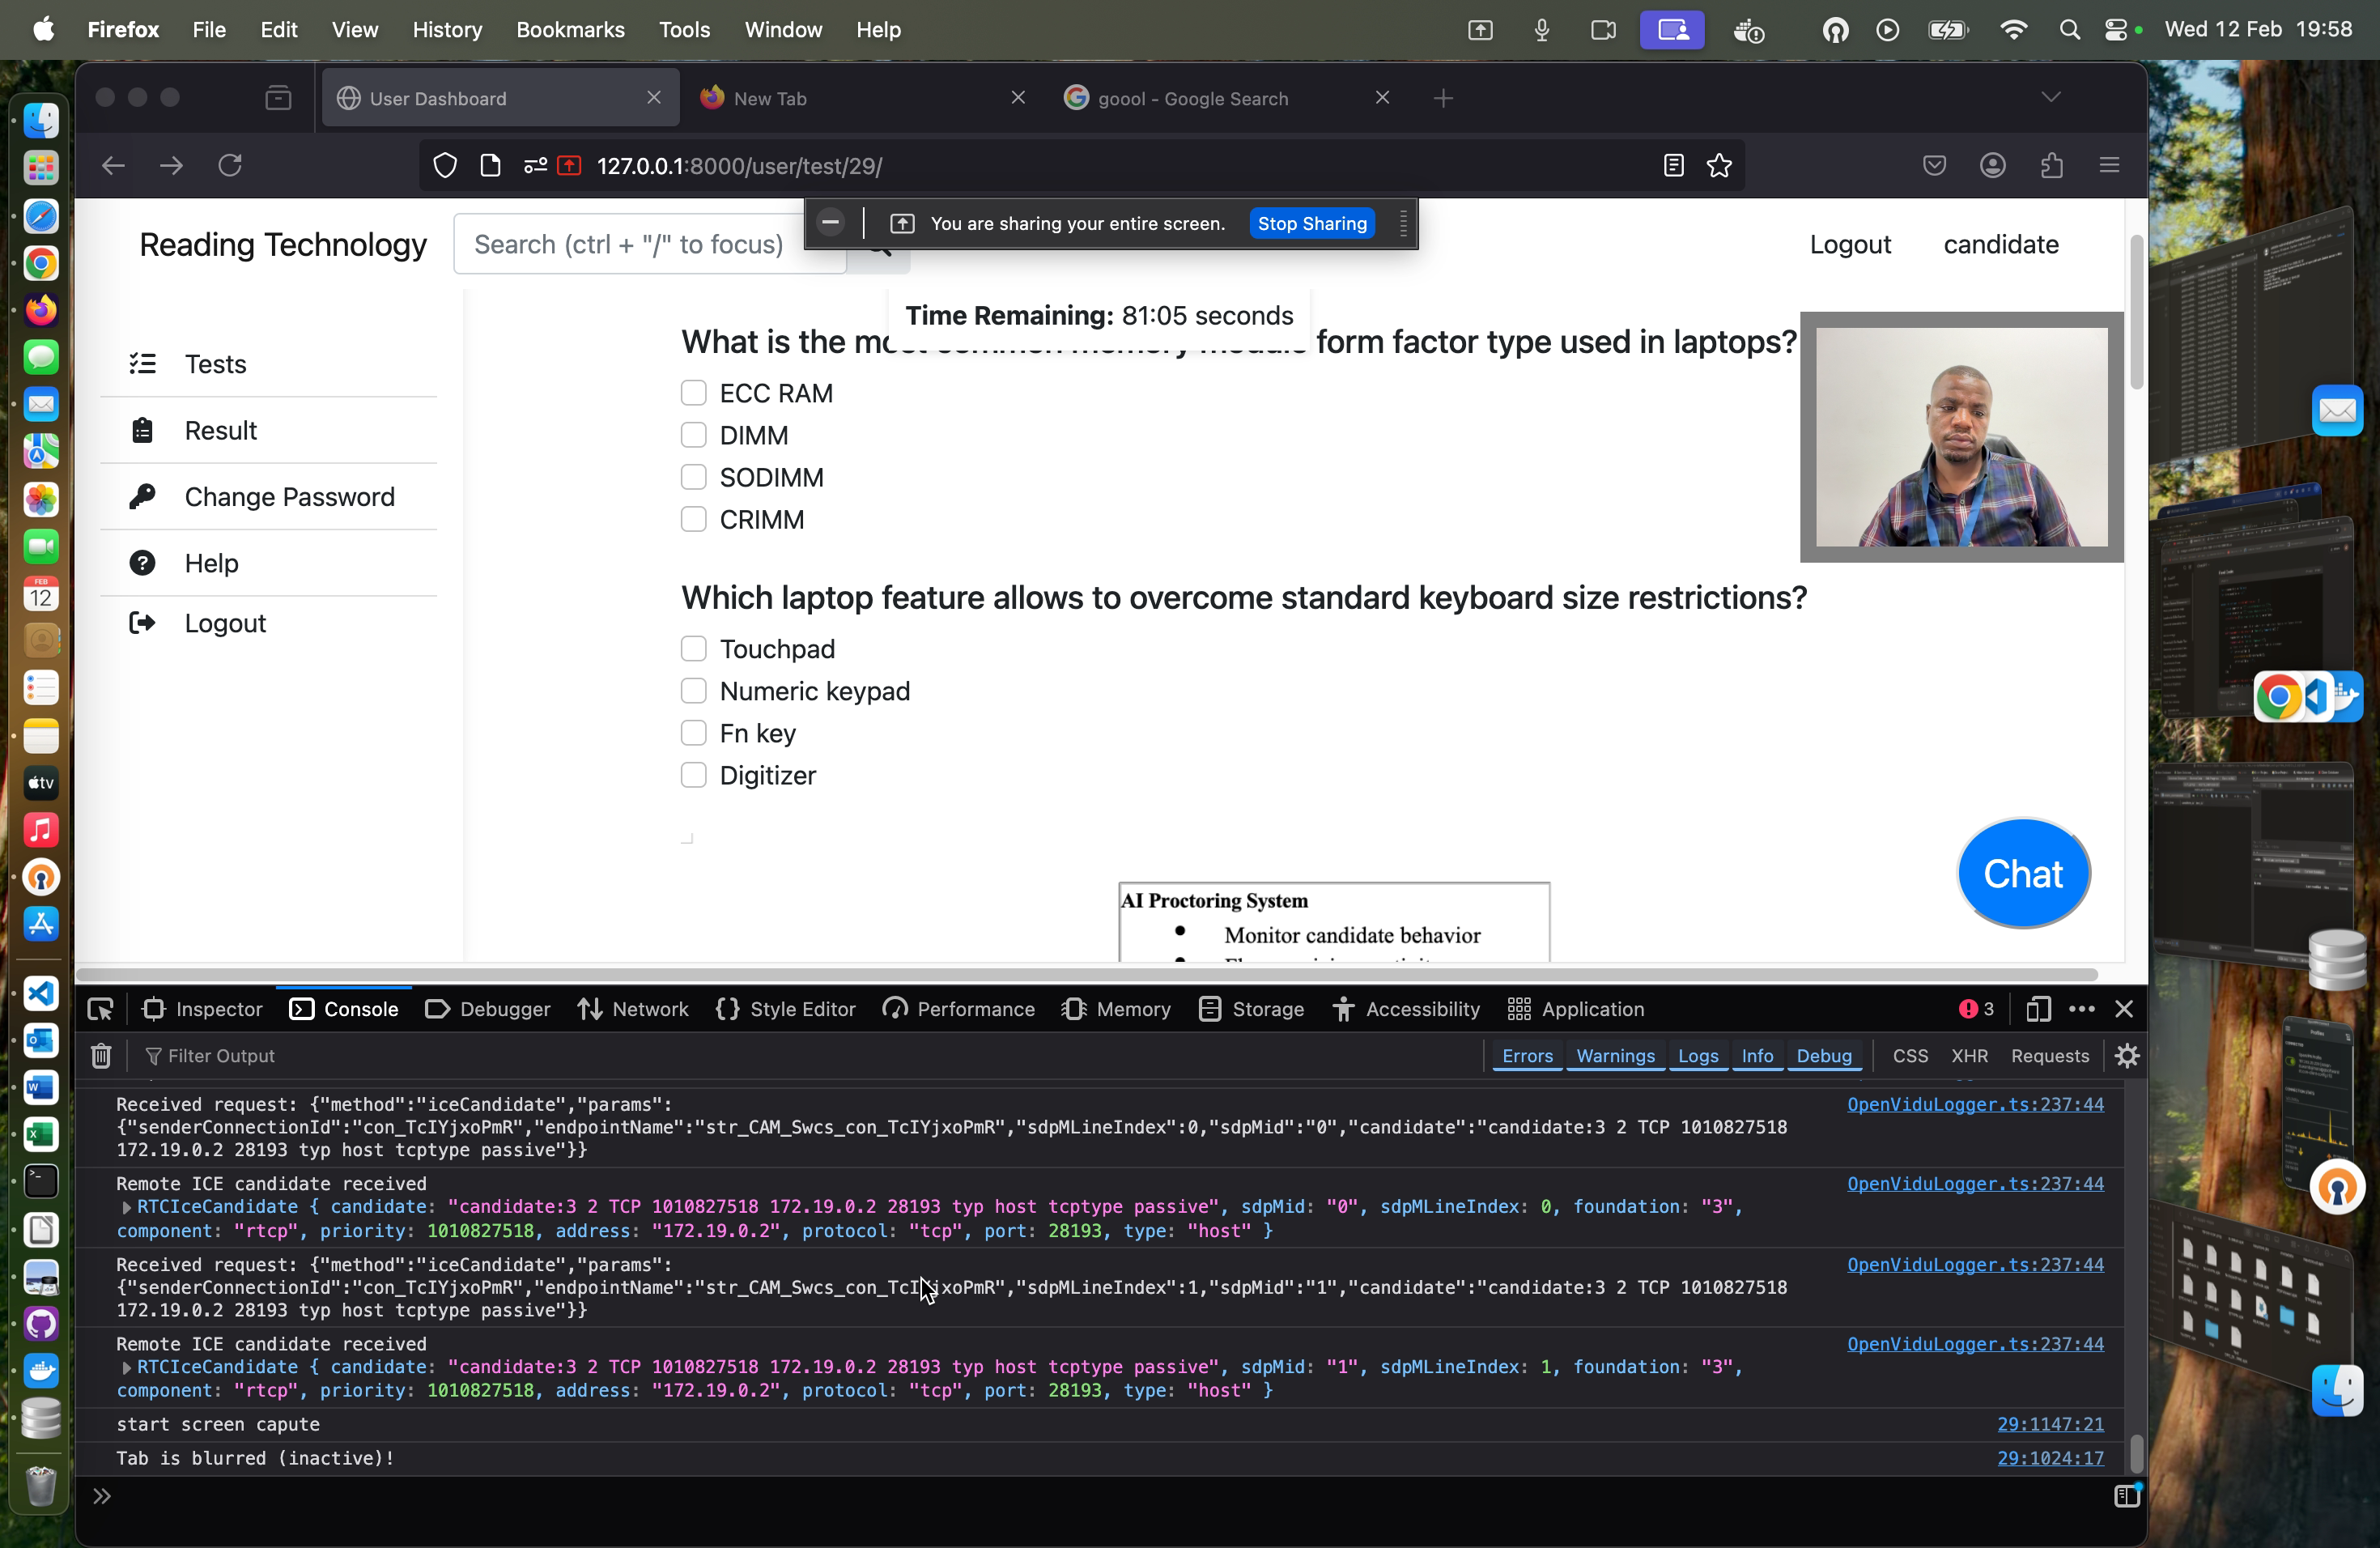 Firefox File Edit View History Bookmarks Tools Window Help Wed 12 Feb 19:58
User Dashboard New Tab goool - Google Search
127.0.0.1:8000/user/test/29/
You are sharing your entire screen. Stop Sharing
Reading Technology Search (ctrl + "/" to focus) Logout candidate
Time Remaining: 81:05 seconds
What is the form factor type used in laptops?
Tests
ECC RAM
DIMM
Result
SODIMM
Change Password
CRIMM
Help
Which laptop feature allows to overcome standard keyboard size restrictions?
Logout
Touchpad
Numeric keypad
Fn key
Digitizer
Chat
AI Proctoring System
Monitor candidate behavior
Inspector Console Debugger Network Style Editor Performance Memory Storage Accessibility Application 3
Filter Output Errors Warnings Logs Info Debug CSS XHR Requests
Received request: {"method":"iceCandidate","params": OpenViduLogger.ts:237:44
{"senderConnectionId":"con_TcIYjxoPmR","endpointName":"str_CAM_Swcs_con_TcIYjxoPmR","sdpMLineIndex":0,"sdpMid":"0","candidate":"candidate:3 2 TCP 1010827518
172.19.0.2 28193 typ host tcptype passive"}}
Remote ICE candidate received OpenViduLogger.ts:237:44
RTCIceCandidate { candidate: "candidate:3 2 TCP 1010827518 172.19.0.2 28193 typ host tcptype passive", sdpMid: "0", sdpMLineIndex: 0, foundation: "3",
component: "rtcp", priority: 1010827518, address: "172.19.0.2", protocol: "tcp", port: 28193, type: "host" }
Received request: {"method":"iceCandidate","params": OpenViduLogger.ts:237:44
{"senderConnectionId":"con_TcIYjxoPmR","endpointName":"str_CAM_Swcs_con_TcIYjxoPmR","sdpMLineIndex":1,"sdpMid":"1","candidate":"candidate:3 2 TCP 1010827518
172.19.0.2 28193 typ host tcptype passive"}}
Remote ICE candidate received OpenViduLogger.ts:237:44
RTCIceCandidate { candidate: "candidate:3 2 TCP 1010827518 172.19.0.2 28193 typ host tcptype passive", sdpMid: "1", sdpMLineIndex: 1, foundation: "3",
component: "rtcp", priority: 1010827518, address: "172.19.0.2", protocol: "tcp", port: 28193, type: "host" }
start screen capute 29:1147:21
Tab is blurred (inactive)! 29:1024:17
FEB
12
tv